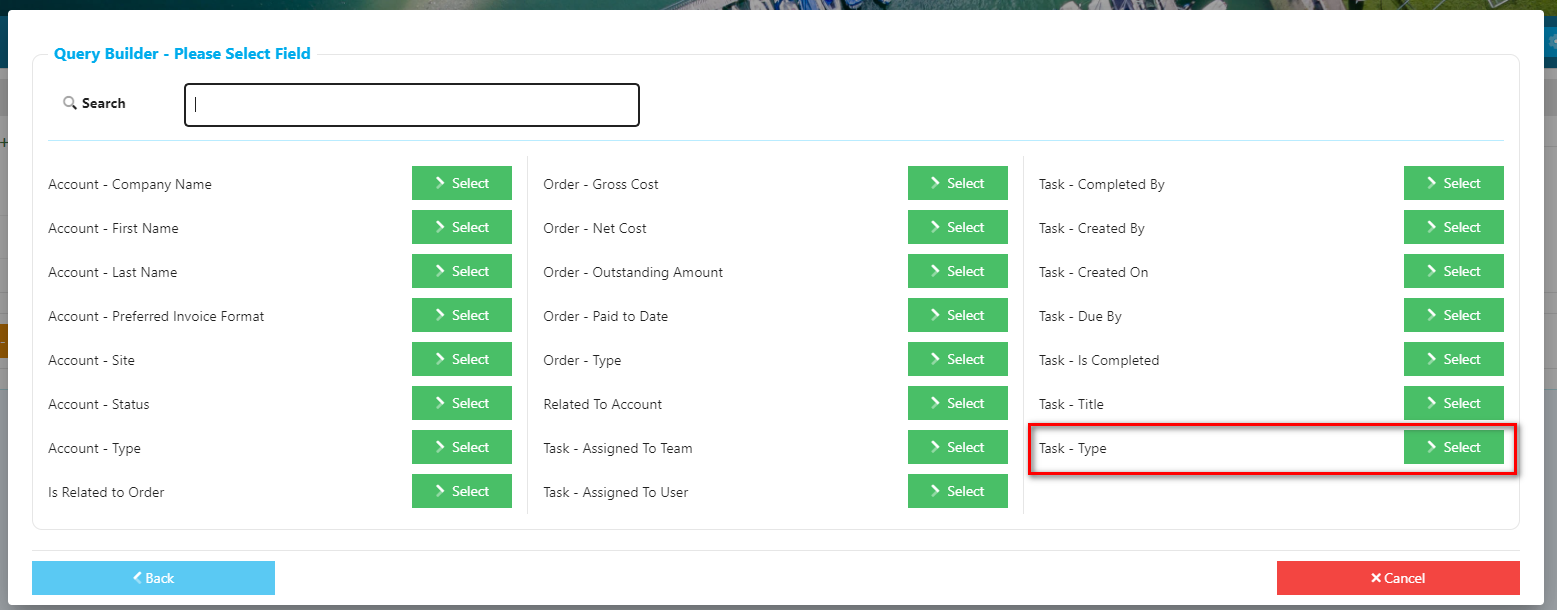 Query Builder - Please Select Field
Search
Account - Company Name Select
Account - First Name Select
Account - Last Name Select
Account - Preferred Invoice Format Select
Account - Site Select
Account - Status Select
Account - Type Select
Is Related to Order Select
Order - Gross Cost Select
Order - Net Cost Select
Order - Outstanding Amount Select
Order - Paid to Date Select
Order - Type Select
Related To Account Select
Task - Assigned To Team Select
Task - Assigned To User Select
Task - Completed By Select
Task - Created By Select
Task - Created On Select
Task - Due By Select
Task - Is Completed Select
Task - Title Select
Task - Type Select
Back
Cancel